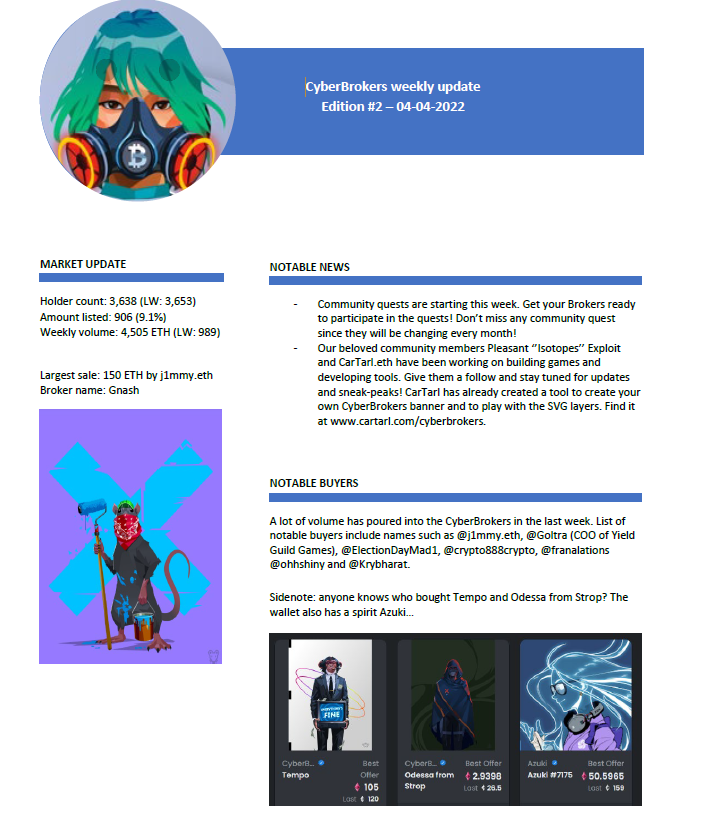 CyberBrokers weekly update
Edition #2 – 04-04-2022
MARKET UPDATE
Holder count: 3,638 (LW: 3,653)
Amount listed: 906 (9.1%)
Weekly volume: 4,505 ETH (LW: 989)
Largest sale: 150 ETH by j1mmy.eth
Broker name: Gnash
NOTABLE NEWS
- Community quests are starting this week. Get your Brokers ready
to participate in the quests! Don’t miss any community quest
since they will be changing every month!
- Our beloved community members Pleasant “Isotopes” Exploit
and CarTarl.eth have been working on building games and
developing tools. Give them a follow and stay tuned for updates
and sneak-peaks! CarTarl has already created a tool to create your
own CyberBrokers banner and to play with the SVG layers. Find it
at www.cartarl.com/cyberbrokers.
NOTABLE BUYERS
A lot of volume has poured into the CyberBrokers in the last week. List of
notable buyers include names such as @j1mmy.eth, @Goltra (COO of Yield
Guild Games), @ElectionDayMad1, @crypto888crypto, @franalations
@ohhshiny and @Krybharat.
Sidenote: anyone knows who bought Tempo and Odessa from Strop? The
wallet also has a spirit Azuki...
FINE
CyberB... Best
Tempo Offer
105
Last 120
CyberB... Best Offer
Odessa from 2.9398
Strop Last 26.5
Azuki Best Offer
Azuki #7175 50.5965
Last 159